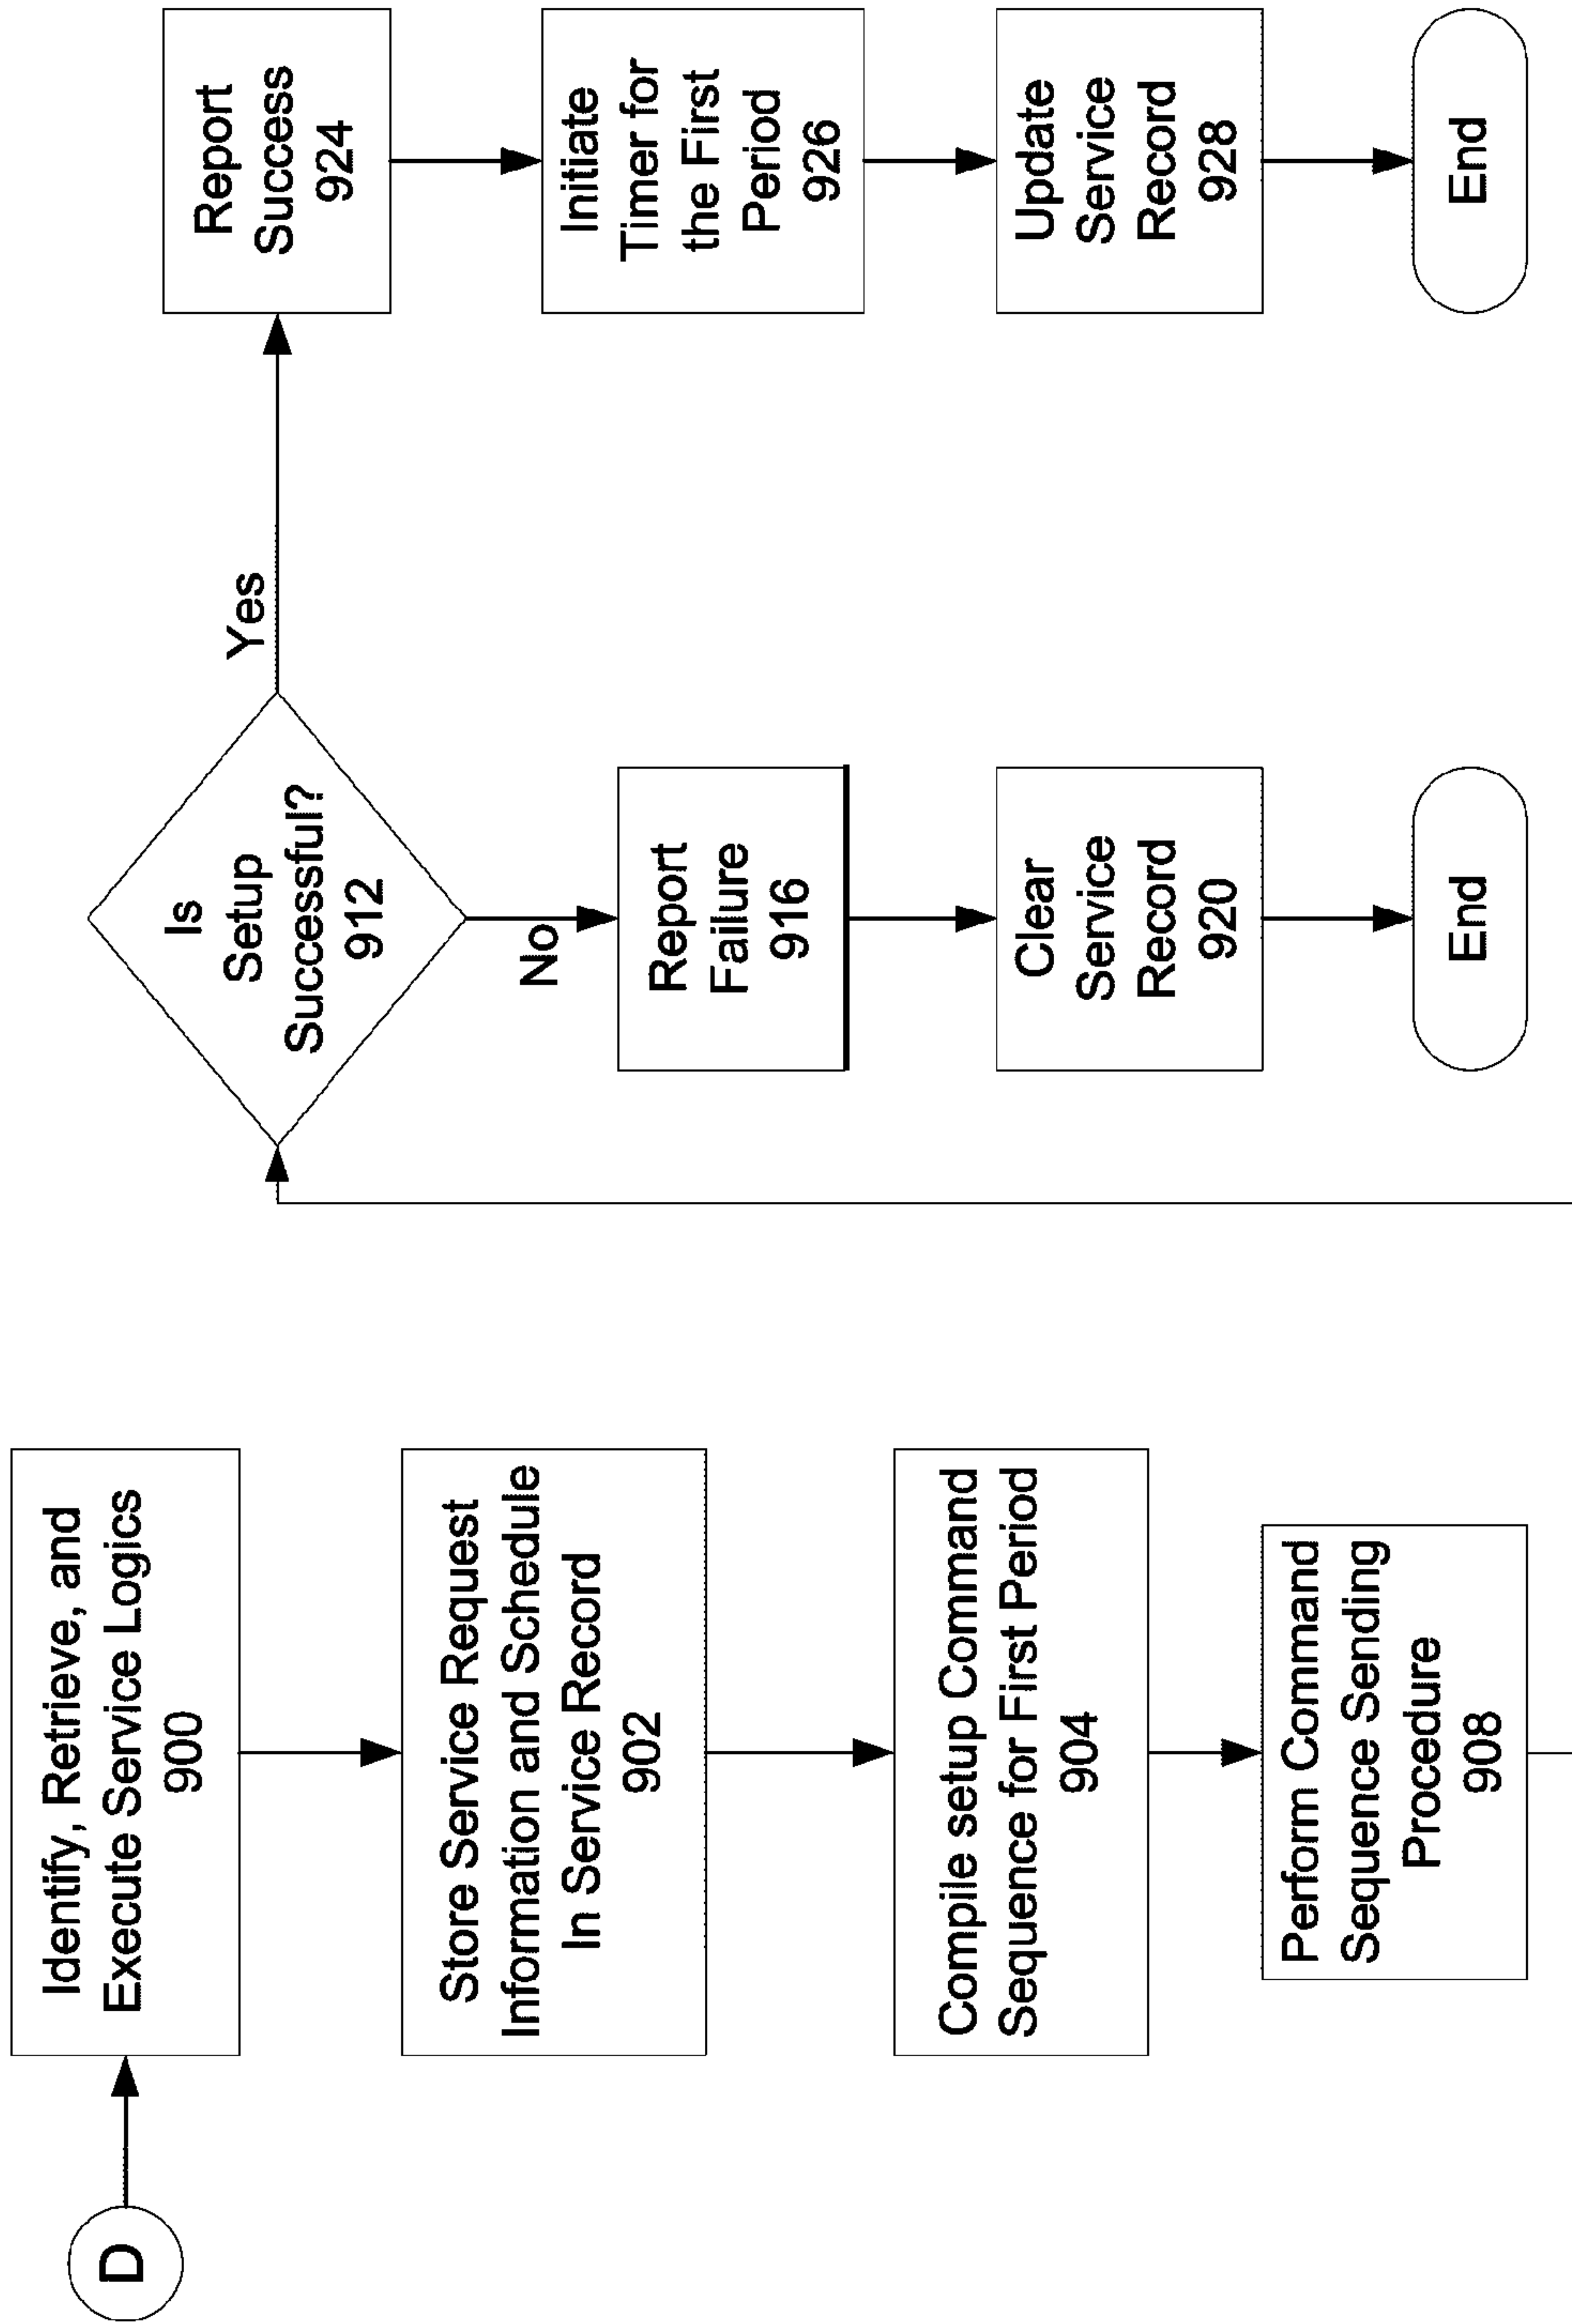 D
Identify, Retrieve, and
Execute Service Logics
900
Store Service Request
Information and Schedule
In Service Record
902
Compile setup Command
Sequence for First Period
904
Perform Command
Sequence Sending
Procedure
908
Is
Setup
Successful?
912
Yes
No
Report
Failure
916
Clear
Service
Record
920
End
Report
Success
924
Initiate
Timer for
the First
Period
926
Update
Service
Record
928
End